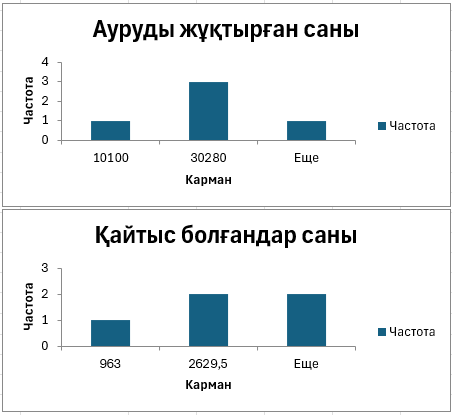 Ауруды жұқтырған саны
4
3
2
1
0
Частота
10100 30280 Еще
Карман
Частота
Қайтыс болғандар саны
3
2
1
0
Частота
963 2629,5 Еще
Карман
Частота